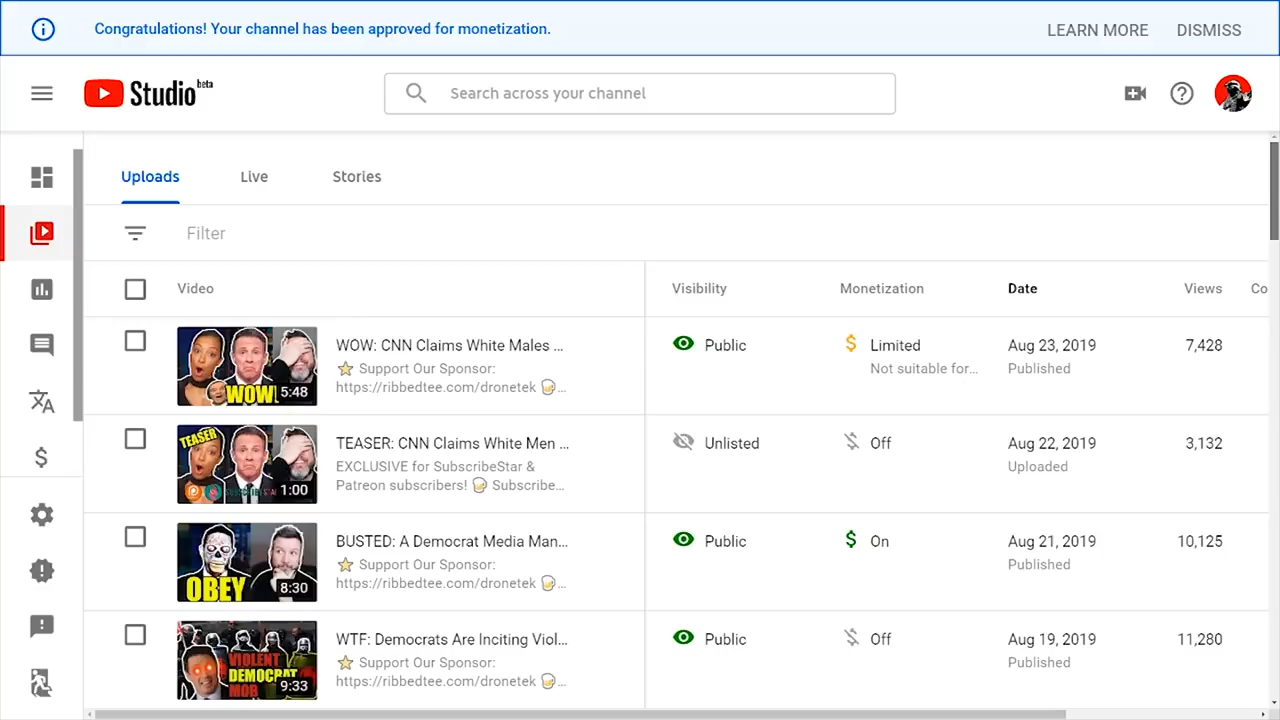 Congratulations! Your channel has been approved for monetization.
LEARN MORE
DISMISS
Studio beta
Search across your channel
Uploads
Live
Stories
Filter
Video
Visibility
Monetization
Date
Views
Co
WOW!
5:48
WOW: CNN Claims White Males ...
⭐ Support Our Sponsor:
https://ribbedtee.com/dronetek 🍺...
Public
Limited
Not suitable for...
Aug 23, 2019
Published
7,428
TEASER
1:00
TEASER: CNN Claims White Men ...
EXCLUSIVE for SubscribeStar &
Patreon subscribers! 🍺 Subscribe...
Unlisted
Off
Aug 22, 2019
Uploaded
3,132
OBEY
8:30
BUSTED: A Democrat Media Man...
⭐ Support Our Sponsor:
https://ribbedtee.com/dronetek 🍺...
Public
On
Aug 21, 2019
Published
10,125
VIOLENT
DEMOCRAT
MOB
9:33
WTF: Democrats Are Inciting Viol...
⭐ Support Our Sponsor:
https://ribbedtee.com/dronetek 🍺...
Public
Off
Aug 19, 2019
Published
11,280